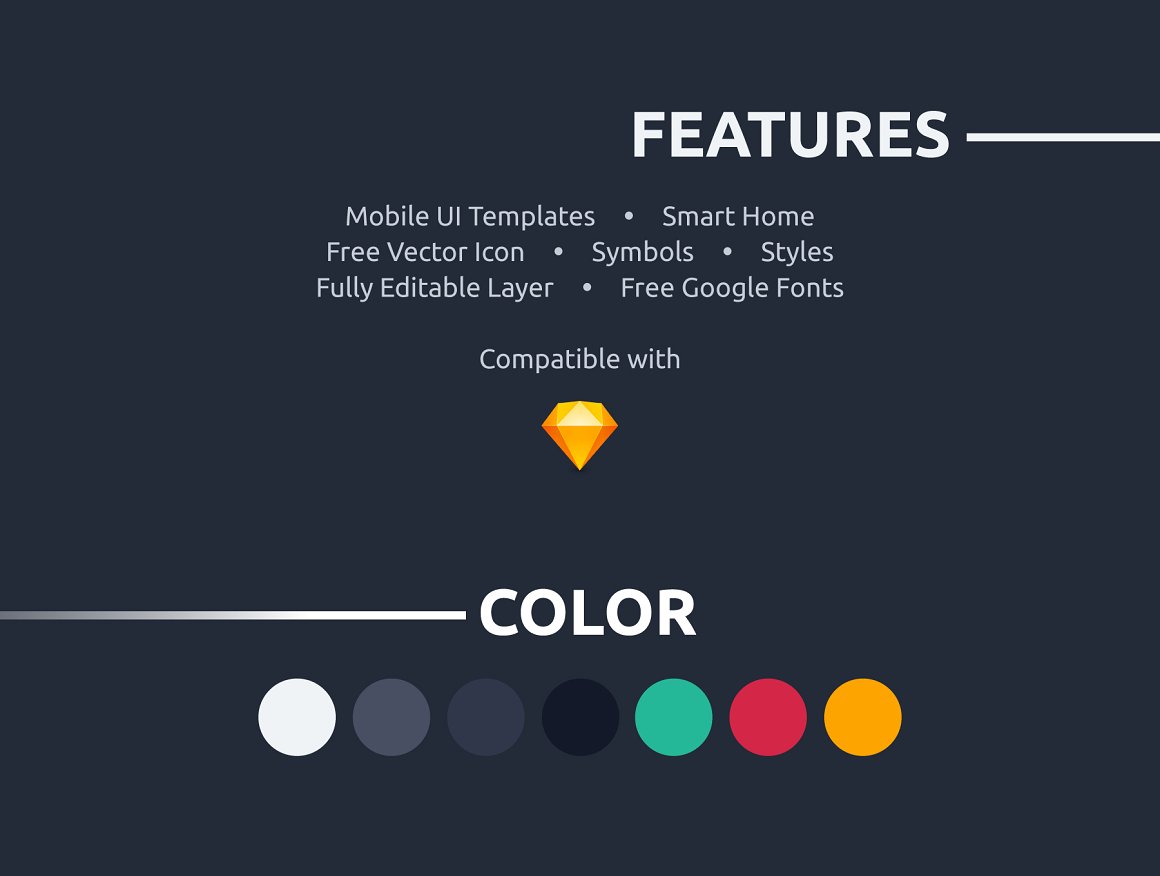 FEATURES
Mobile UI Templates • Smart Home
Free Vector Icon • Symbols • Styles
Fully Editable Layer • Free Google Fonts
Compatible with
COLOR